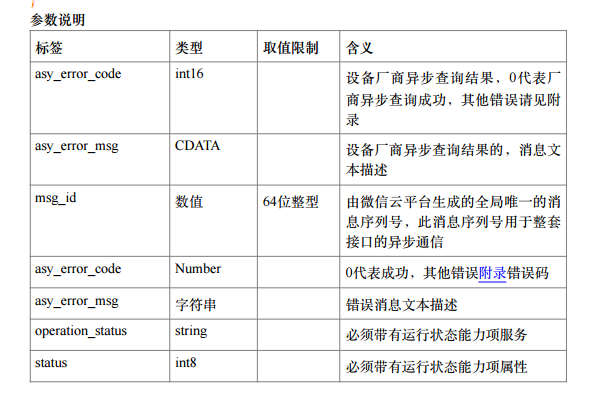 参数说明
标签 类型 取值限制 含义
asy_error_code int16 设备厂商异步查询结果，0代表厂
商异步查询成功，其他错误请见附
录
asy_error_msg CDATA 设备厂商异步查询结果的，消息文
本描述
msg_id 数值 64位整型 由微信云平台生成的全局唯一的消
息序列号，此消息序列号用于整套
接口的异步通信
asy_error_code Number 0代表成功，其他错误附录错误码
asy_error_msg 字符串 错误消息文本描述
operation_status string 必须带有运行状态能力项服务
status int8 必须带有运行状态能力项属性